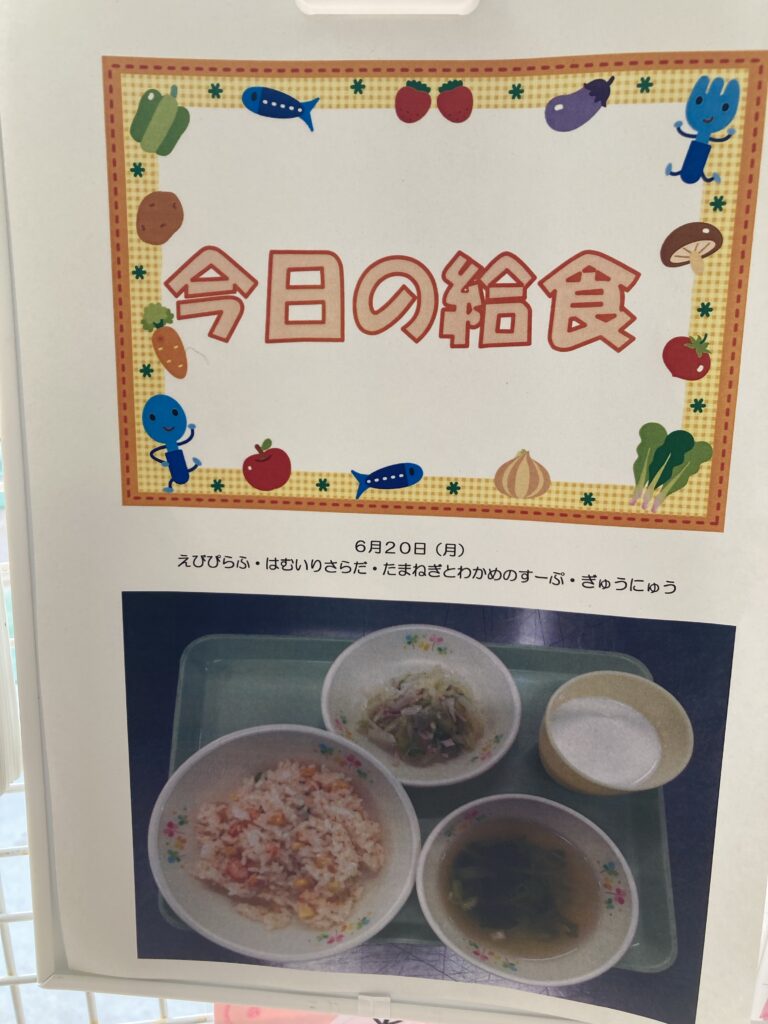 今日の給食
６月２０日（月）
えびぴらふ・はむいりさらだ・たまねぎとわかめのすーぷ・ぎゅうにゅう